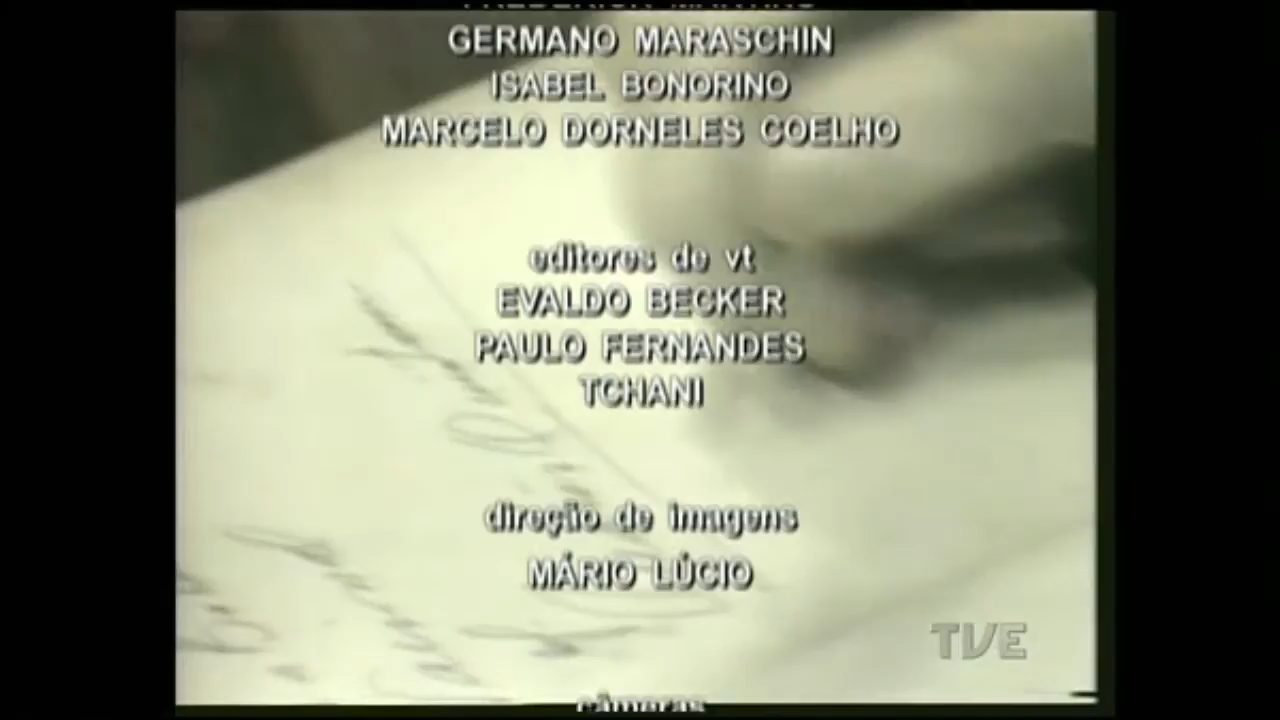 GERMANO MARASCHIN
ISABEL BONORINO
MARCELO DORNELES COELHO
editores de vt
EVALDO BECKER
PAULO FERNANDES
TCHANI
direção de imagens
MÁRIO LÚCIO
TVE
câmeras